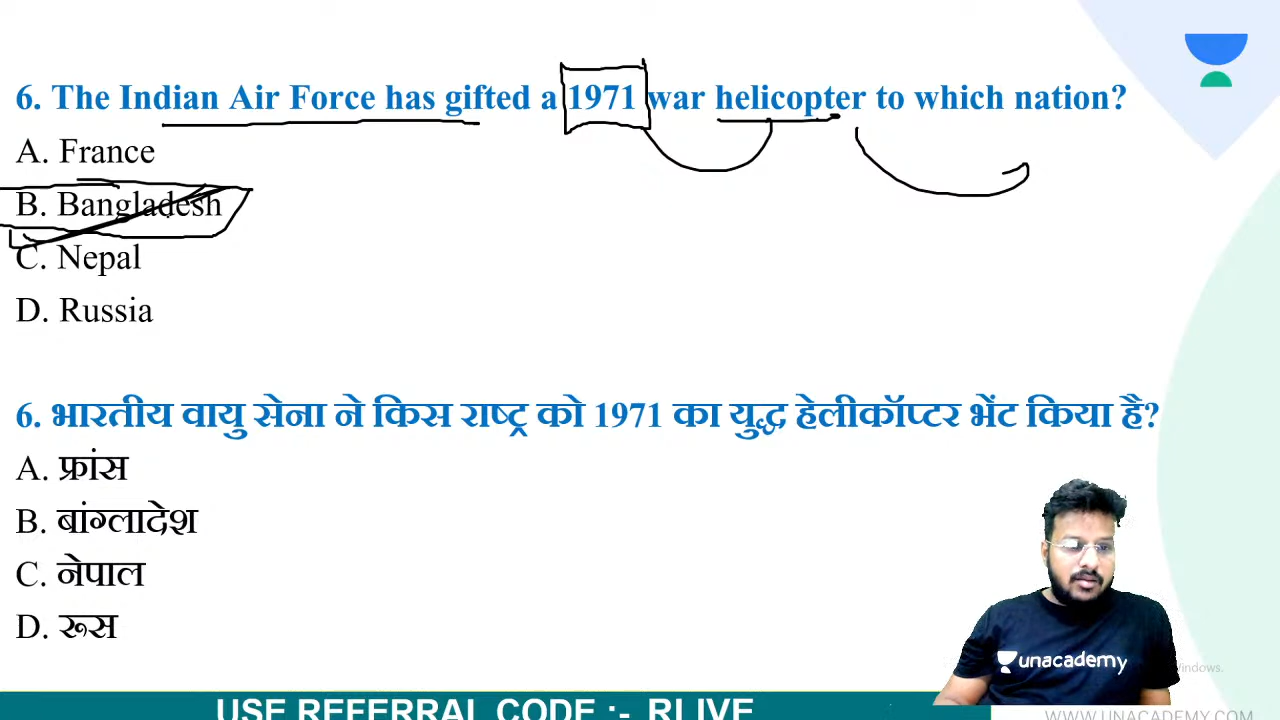 6. The Indian Air Force has gifted a 1971 war helicopter to which nation?
A. France
B. Bangladesh
C. Nepal
D. Russia
6. भारतीय वायु सेना ने किस राष्ट्र को 1971 का युद्ध हेलीकॉप्टर भेंट किया है?
A. फ्रांस
B. बांग्लादेश
C. नेपाल
D. रूस
unacademy
Windows.
USE REFERRAL CODE :- RLIVE
WWW.UNACADEMY.COM